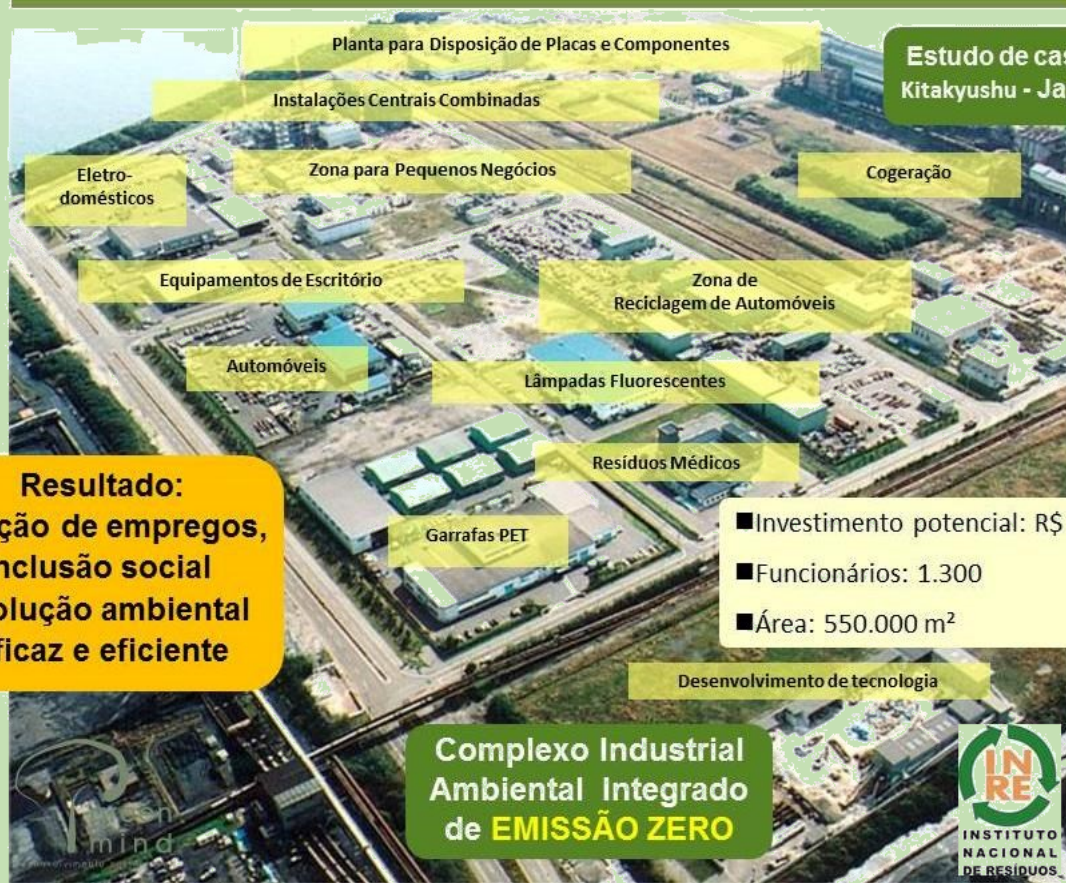 Planta para Disposição de Placas e Componentes
Estudo de cas
Kitakyushu - Ja
Instalações Centrais Combinadas
Eletro-
domésticos
Zona para Pequenos Negócios
Cogeração
Equipamentos de Escritório
Zona de
Reciclagem de Automóveis
Automóveis
Lâmpadas Fluorescentes
Resíduos Médicos
Garrafas PET
Resultado:
ção de empregos,
nclusão social
olução ambiental
ficaz e eficiente
■Investimento potencial: R$
■Funcionários: 1.300
■Área: 550.000 m²
Desenvolvimento de tecnologia
Complexo Industrial
Ambiental Integrado
de EMISSÃO ZERO
mind
INRE
INSTITUTO
NACIONAL
DE RESÍDUOS